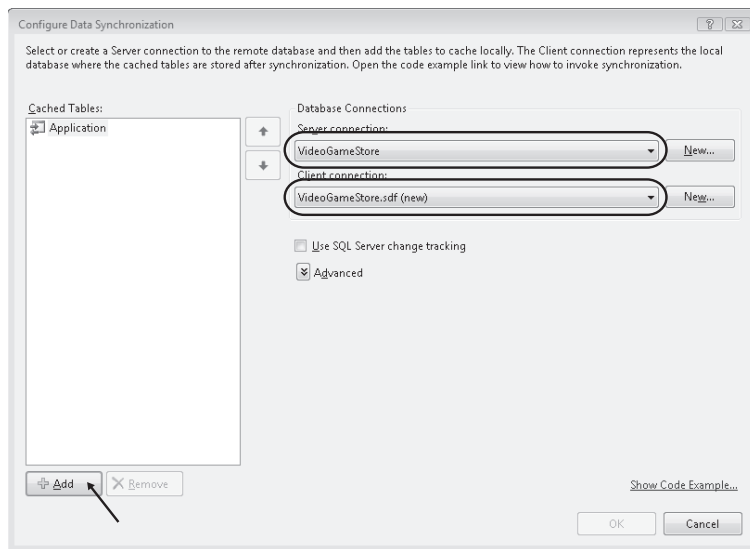 Configure Data Synchronization
Select or create a Server connection to the remote database and then add the tables to cache locally. The Client connection represents the local
database where the cached tables are stored after synchronization. Open the code example link to view how to invoke synchronization.
Cached Tables:
Application
Database Connections
Server connection:
VideoGameStore
New...
Client connection:
VideoGameStore.sdf (new)
New...
Use SQL Server change tracking
Advanced
Add
Remove
Show Code Example...
OK
Cancel